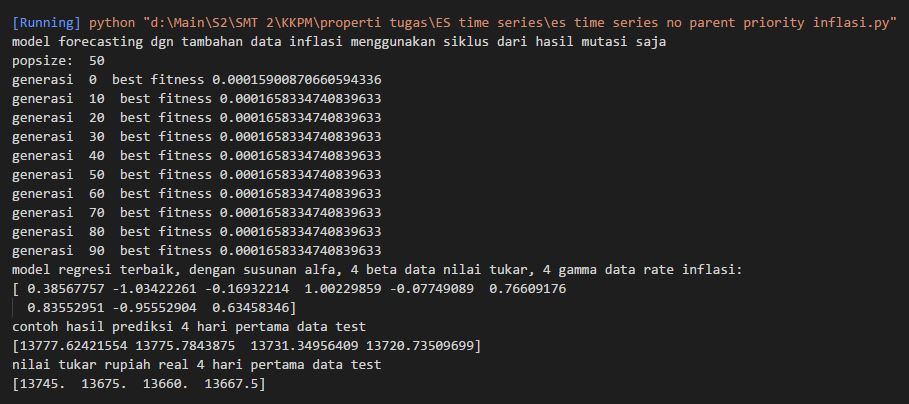 [Running] python "d:\Main\S2\SMT 2\KKPM\properti tugas\ES time series\es time series no parent priority inflasi.py"
model forecasting dgn tambahan data inflasi menggunakan siklus dari hasil mutasi saja
popsize:  50
generasi  0  best fitness 0.00015900870660594336
generasi  10  best fitness 0.0001658334740839633
generasi  20  best fitness 0.0001658334740839633
generasi  30  best fitness 0.0001658334740839633
generasi  40  best fitness 0.0001658334740839633
generasi  50  best fitness 0.0001658334740839633
generasi  60  best fitness 0.0001658334740839633
generasi  70  best fitness 0.0001658334740839633
generasi  80  best fitness 0.0001658334740839633
generasi  90  best fitness 0.0001658334740839633
model regresi terbaik, dengan susunan alfa, 4 beta data nilai tukar, 4 gamma data rate inflasi:
[ 0.38567757 -1.03422261 -0.16932214  1.00229859 -0.07749089  0.76609176
  0.83552951 -0.95552904  0.63458346]
contoh hasil prediksi 4 hari pertama data test
[13777.62421554 13775.7843875  13731.34956409 13720.73509699]
nilai tukar rupiah real 4 hari pertama data test
[13745.  13675.  13660.  13667.5]